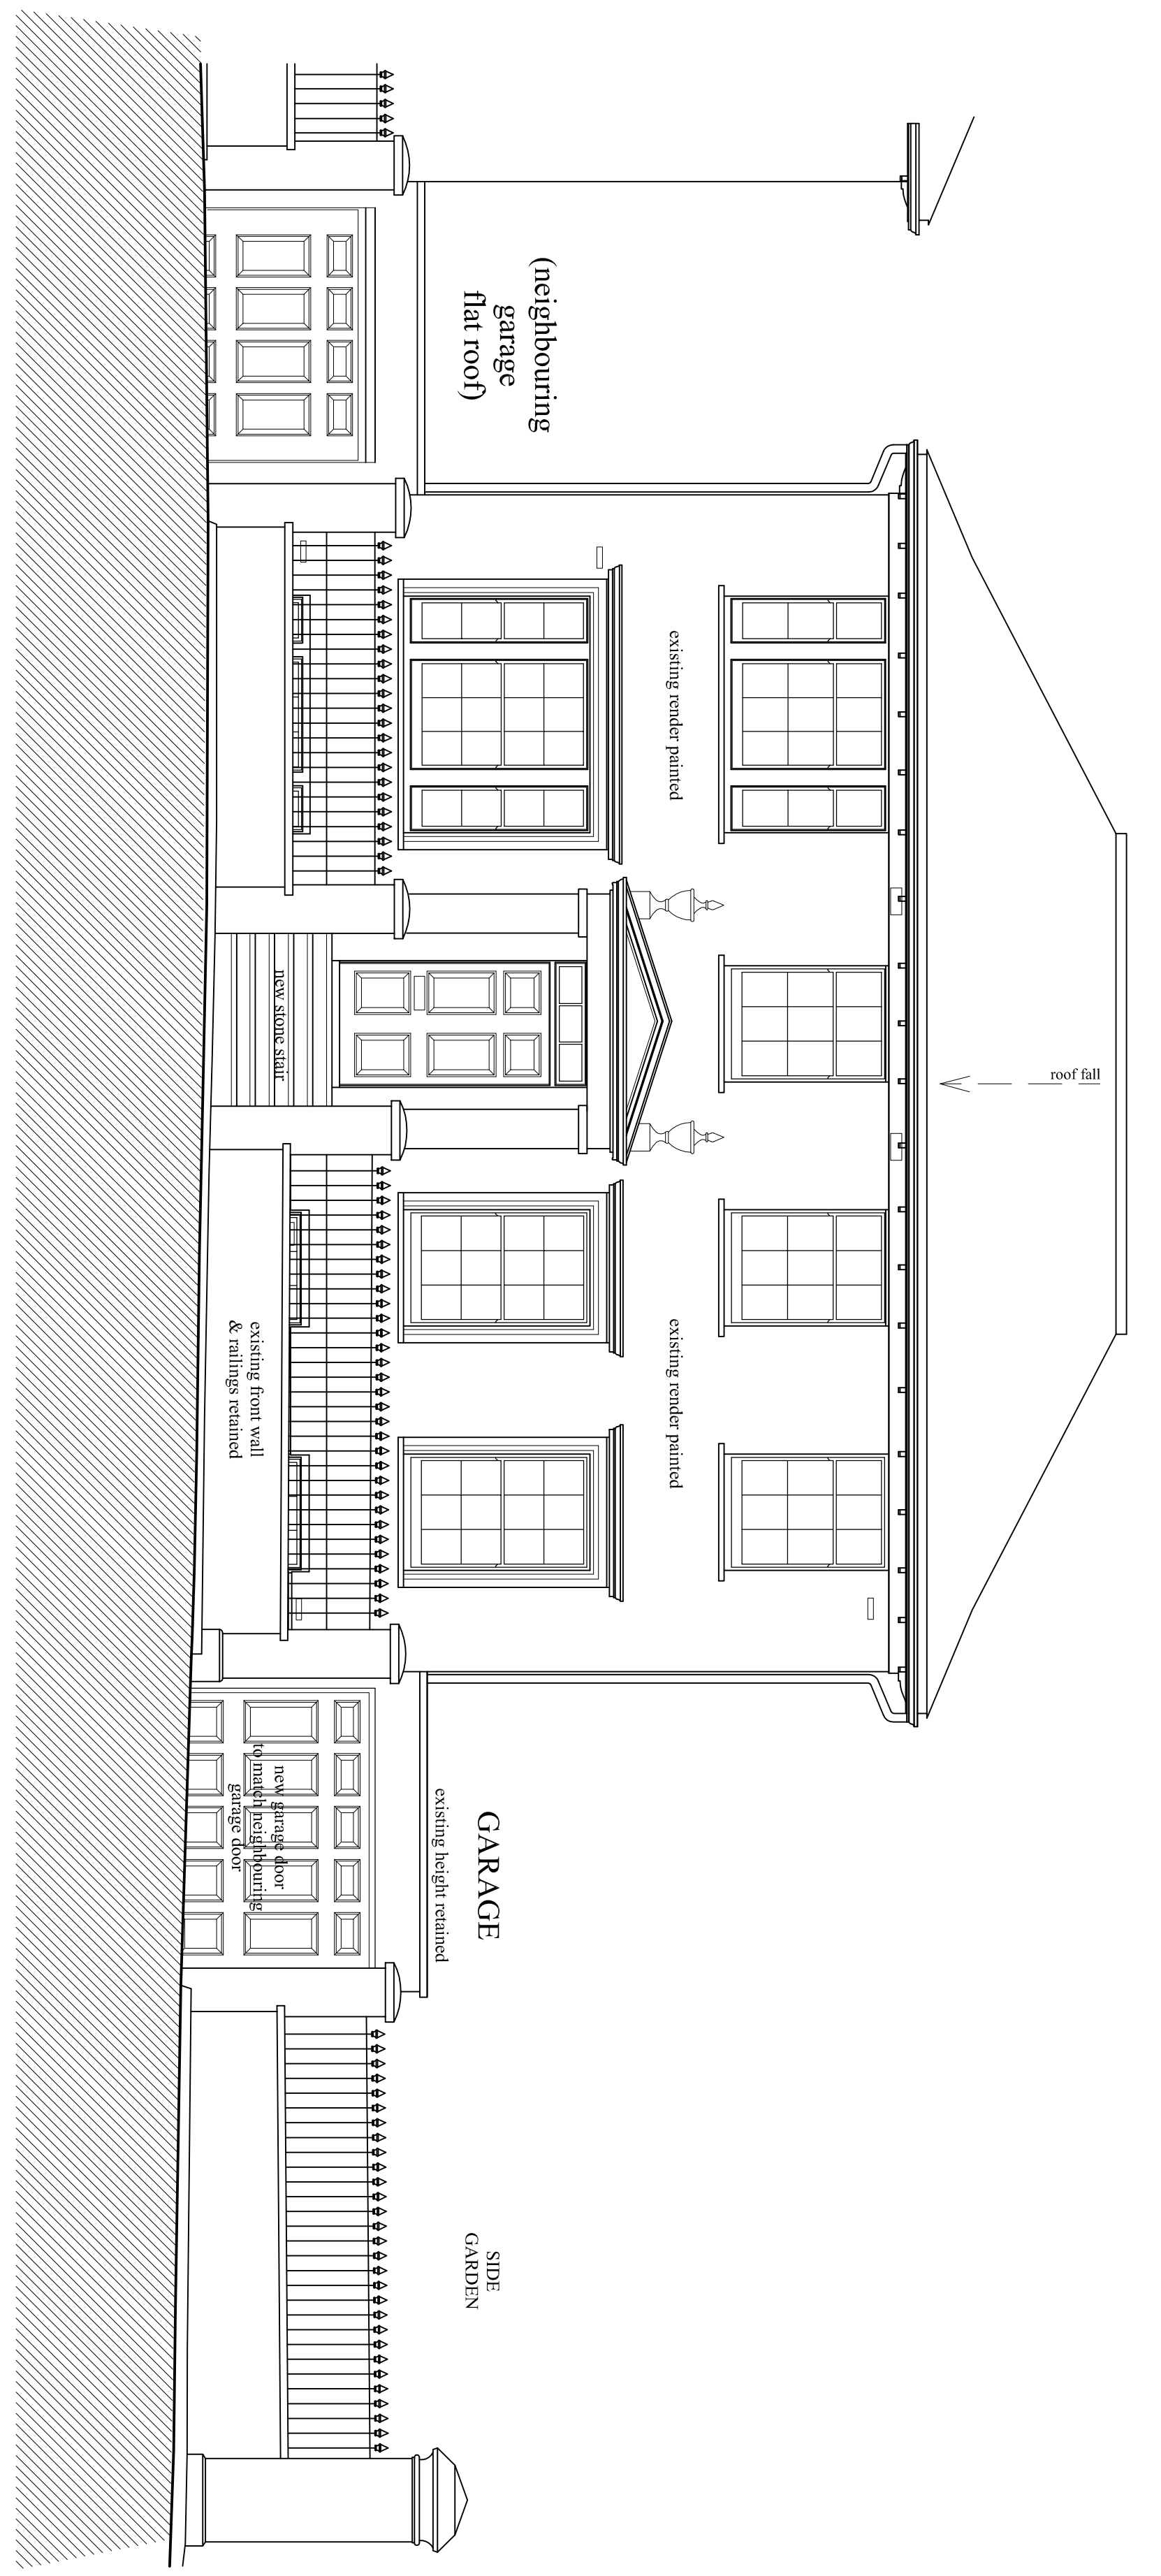 roof fall
(neighbouring
garage
flat roof)
existing render painted
existing render painted
new stone stair
existing front wall
& railings retained
GARAGE
existing height retained
new garage door
to match neighbouring
garage door
SIDE
GARDEN